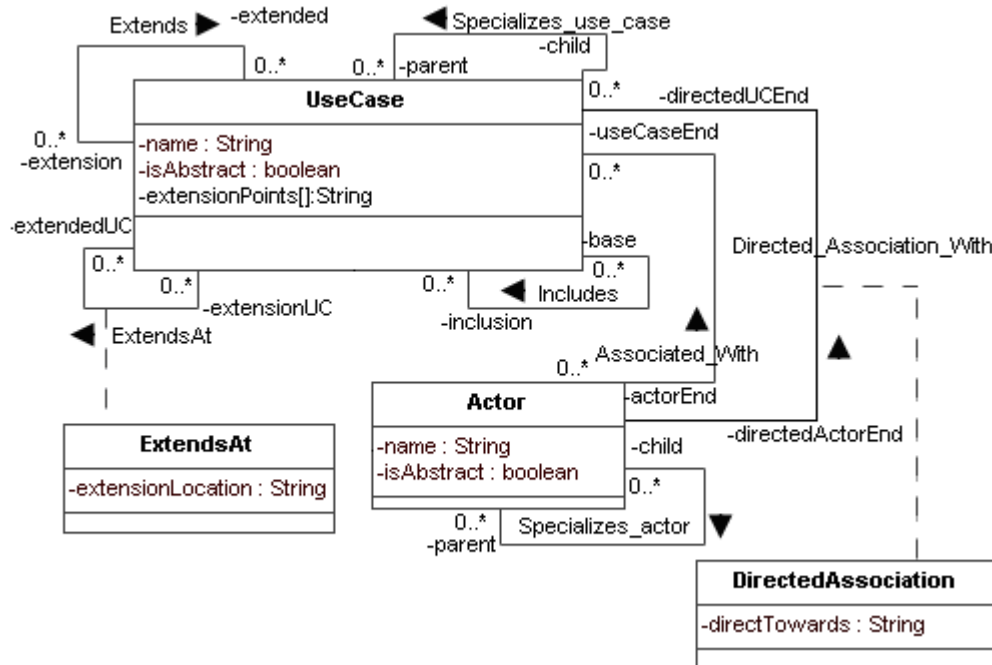 Extends
-extended
Specializes_use_case
-child
0..*
0..*
-parent
UseCase
0..*
-directedUCEnd
-name : String
-isAbstract : boolean
-extensionPoints[]:String
-useCaseEnd
0..*
0..*
-extension
-extendedUC
0..*
0..*
-extensionUC
-base
0..*
0..*
Includes
-inclusion
Directed_Association_With
ExtendsAt
Associated_With
0..*
-actorEnd
Actor
-name : String
-isAbstract : boolean
-directedActorEnd
-child
0..*
ExtendsAt
-extensionLocation : String
0..*
-parent
Specializes_actor
DirectedAssociation
-directTowards : String